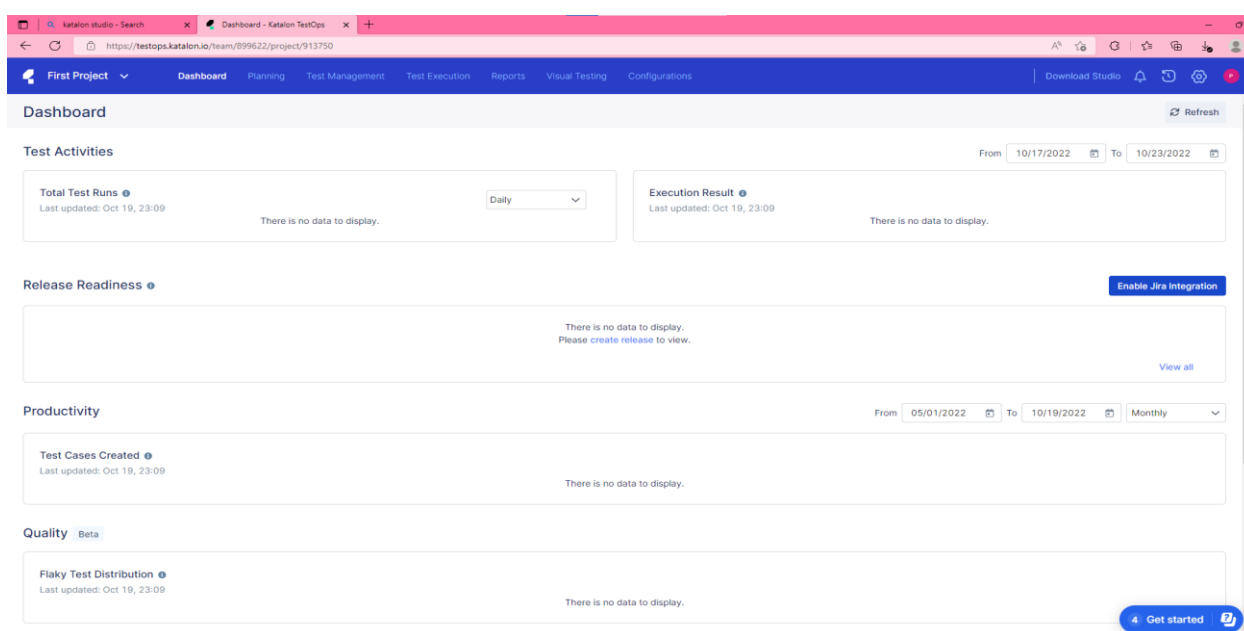 katalon studio - Search
Dashboard - Katalon TestOps
https://testops.katalon.io/team/899622/project/913750
First Project Dashboard Planning Test Management Test Execution Reports Visual Testing Configurations Download Studio P
Dashboard Refresh
Test Activities From 10/17/2022 To 10/23/2022
Total Test Runs Daily
Last updated: Oct 19, 23:09
There is no data to display.
Execution Result
Last updated: Oct 19, 23:09
There is no data to display.
Release Readiness Enable Jira Integration
There is no data to display.
Please create release to view.
View all
Productivity From 05/01/2022 To 10/19/2022 Monthly
Test Cases Created
Last updated: Oct 19, 23:09
There is no data to display.
Quality Beta
Flaky Test Distribution
Last updated: Oct 19, 23:09
There is no data to display.
4 Get started